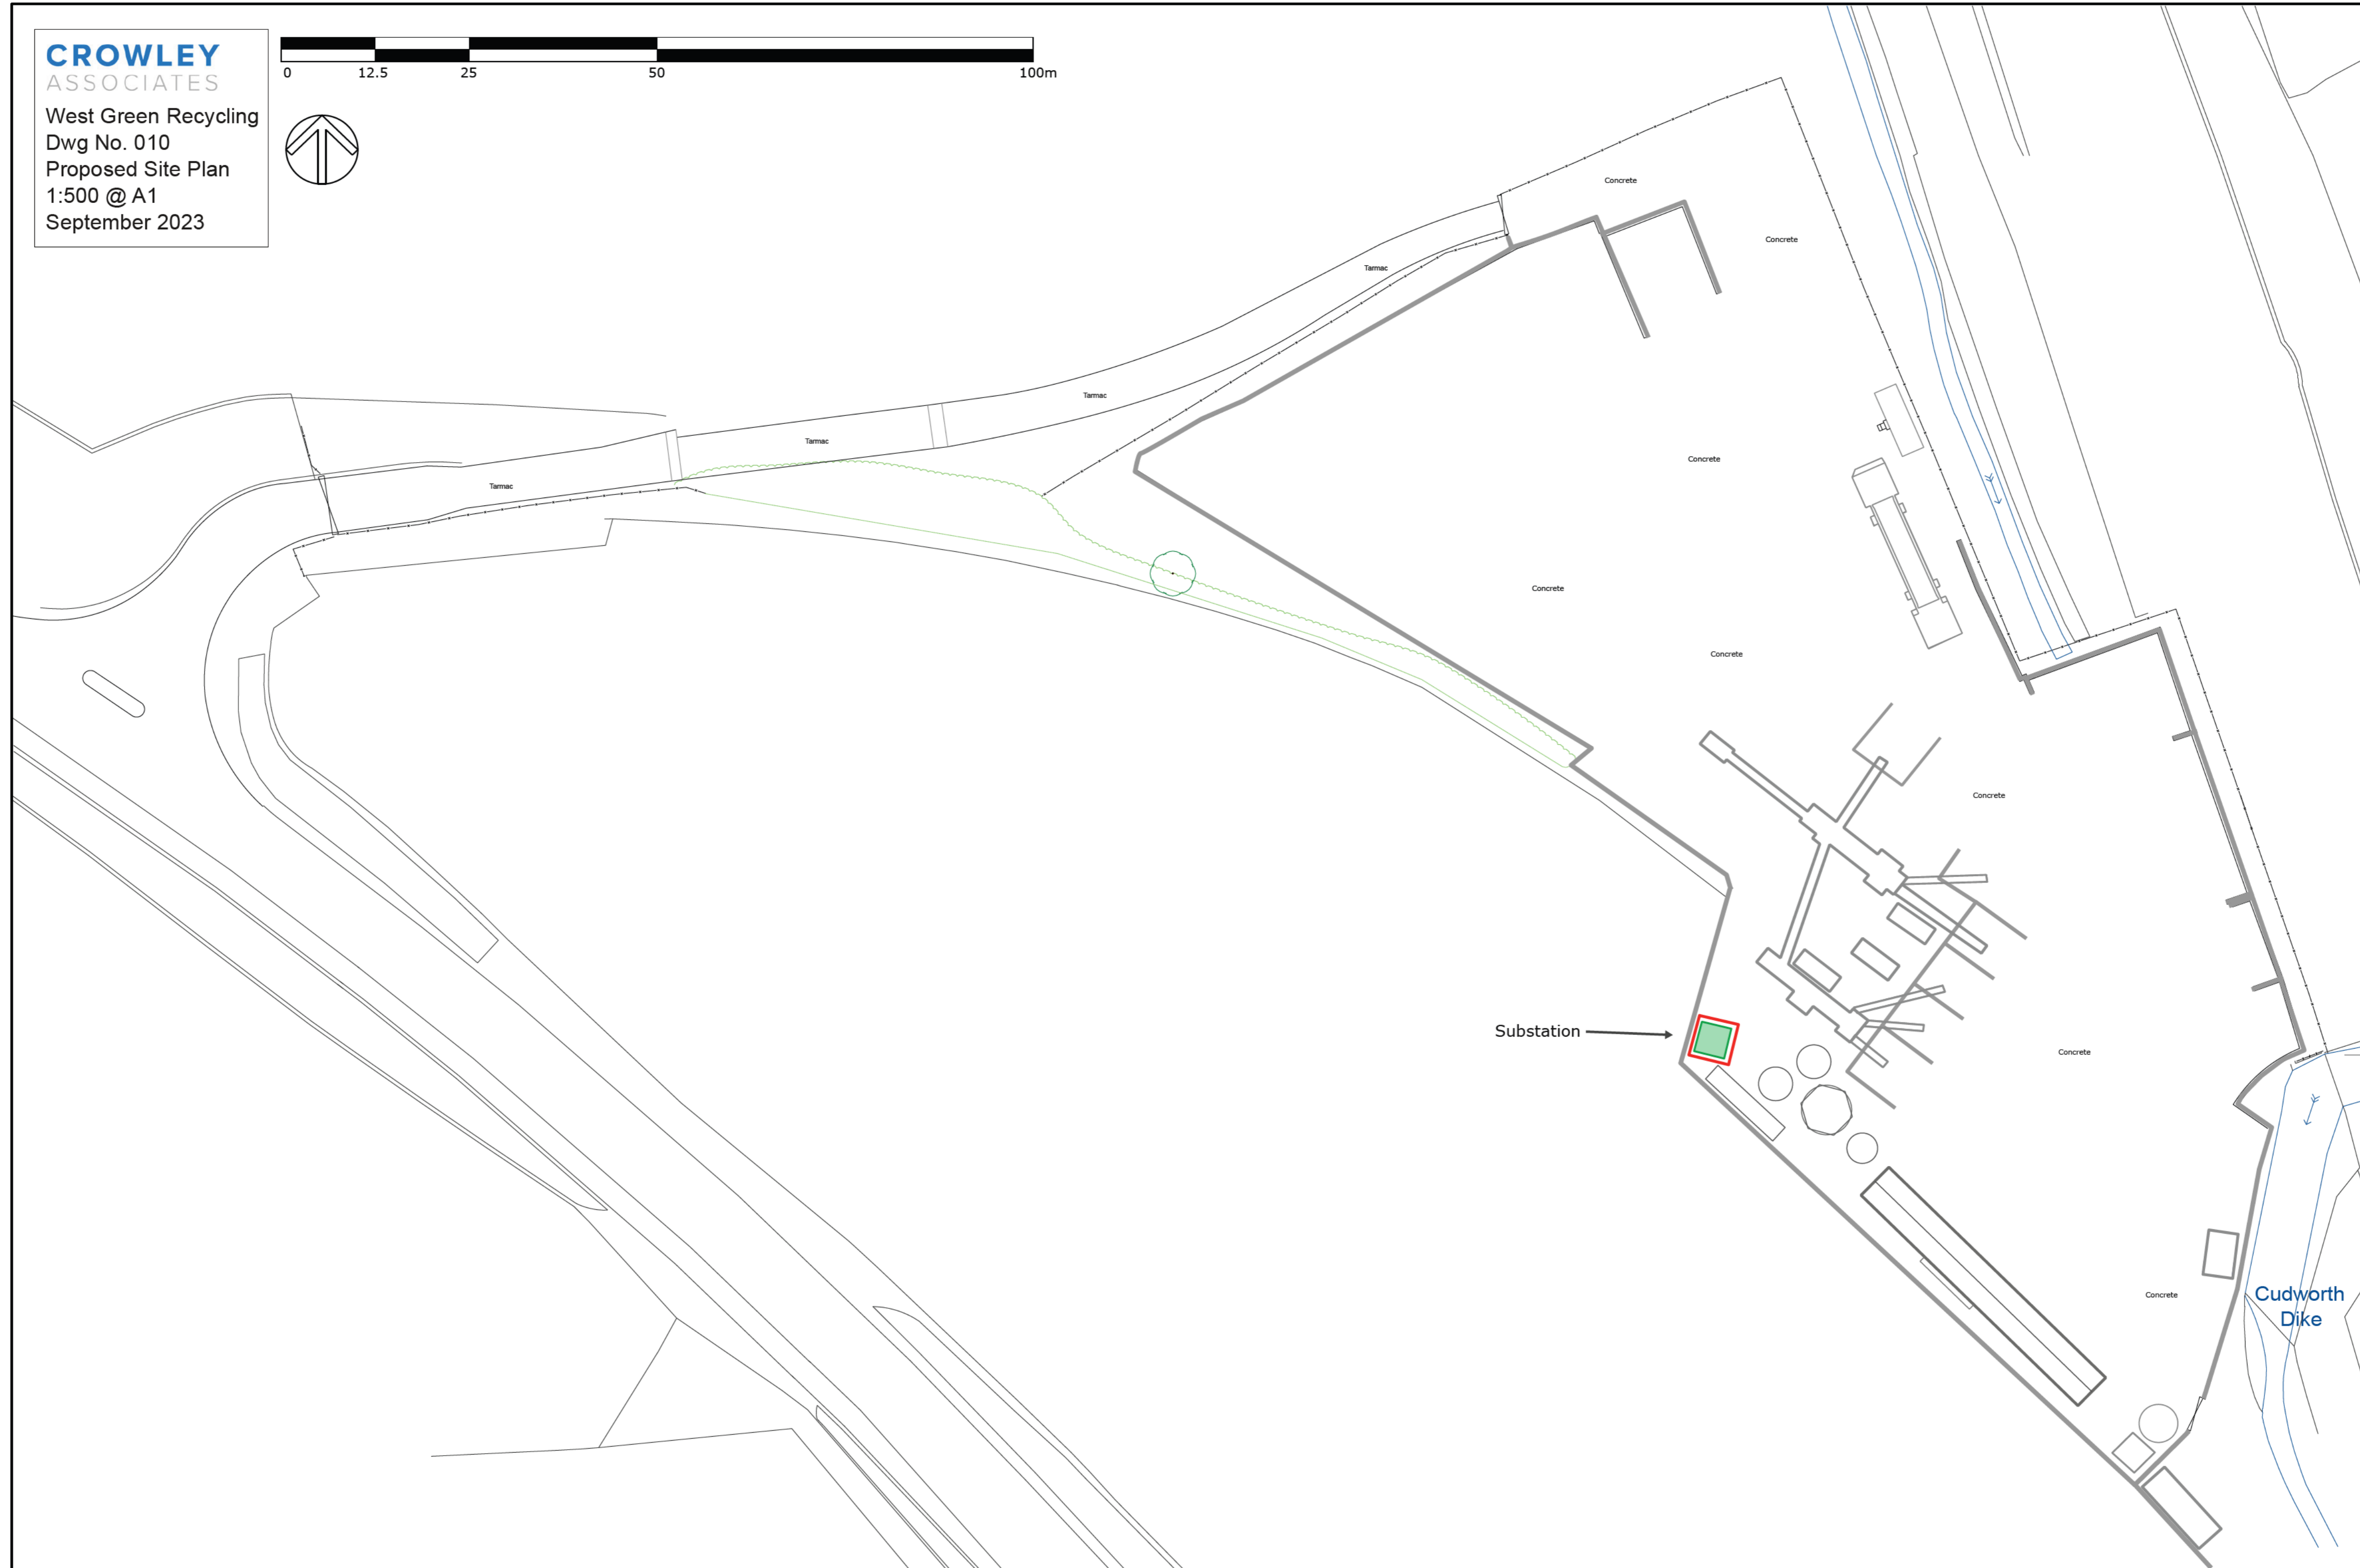 CROWLEY
ASSOCIATES
West Green Recycling
Dwg No. 010
Proposed Site Plan
1:500 @ A1
September 2023
0 12.5 25 50 100m
Concrete
Concrete
Tarmac
Tarmac
Tarmac
Concrete
Tarmac
Concrete
Concrete
Concrete
Substation
Concrete
Concrete
Cudworth
Dike